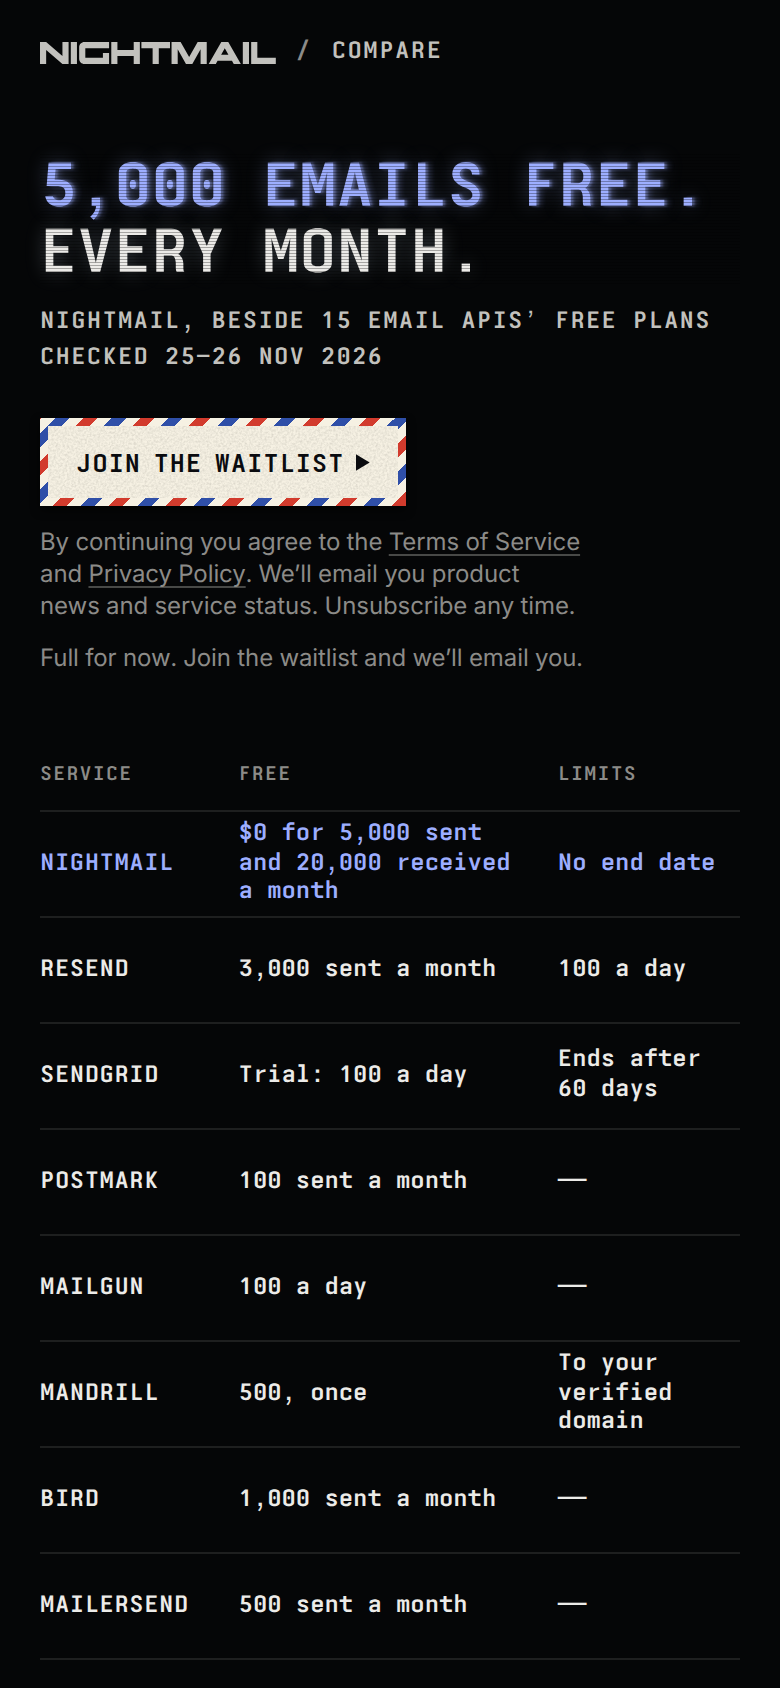 NIGHTMAIL / COMPARE
5,000 EMAILS FREE.
EVERY MONTH.
NIGHTMAIL, BESIDE 15 EMAIL APIS’ FREE PLANS
CHECKED 25–26 NOV 2026
JOIN THE WAITLIST ▶
By continuing you agree to the Terms of Service
and Privacy Policy. We’ll email you product
news and service status. Unsubscribe any time.
Full for now. Join the waitlist and we’ll email you.
SERVICE FREE LIMITS
NIGHTMAIL $0 for 5,000 sent and 20,000 received a month No end date
RESEND 3,000 sent a month 100 a day
SENDGRID Trial: 100 a day Ends after 60 days
POSTMARK 100 sent a month —
MAILGUN 100 a day —
MANDRILL 500, once To your verified domain
BIRD 1,000 sent a month —
MAILERSEND 500 sent a month —